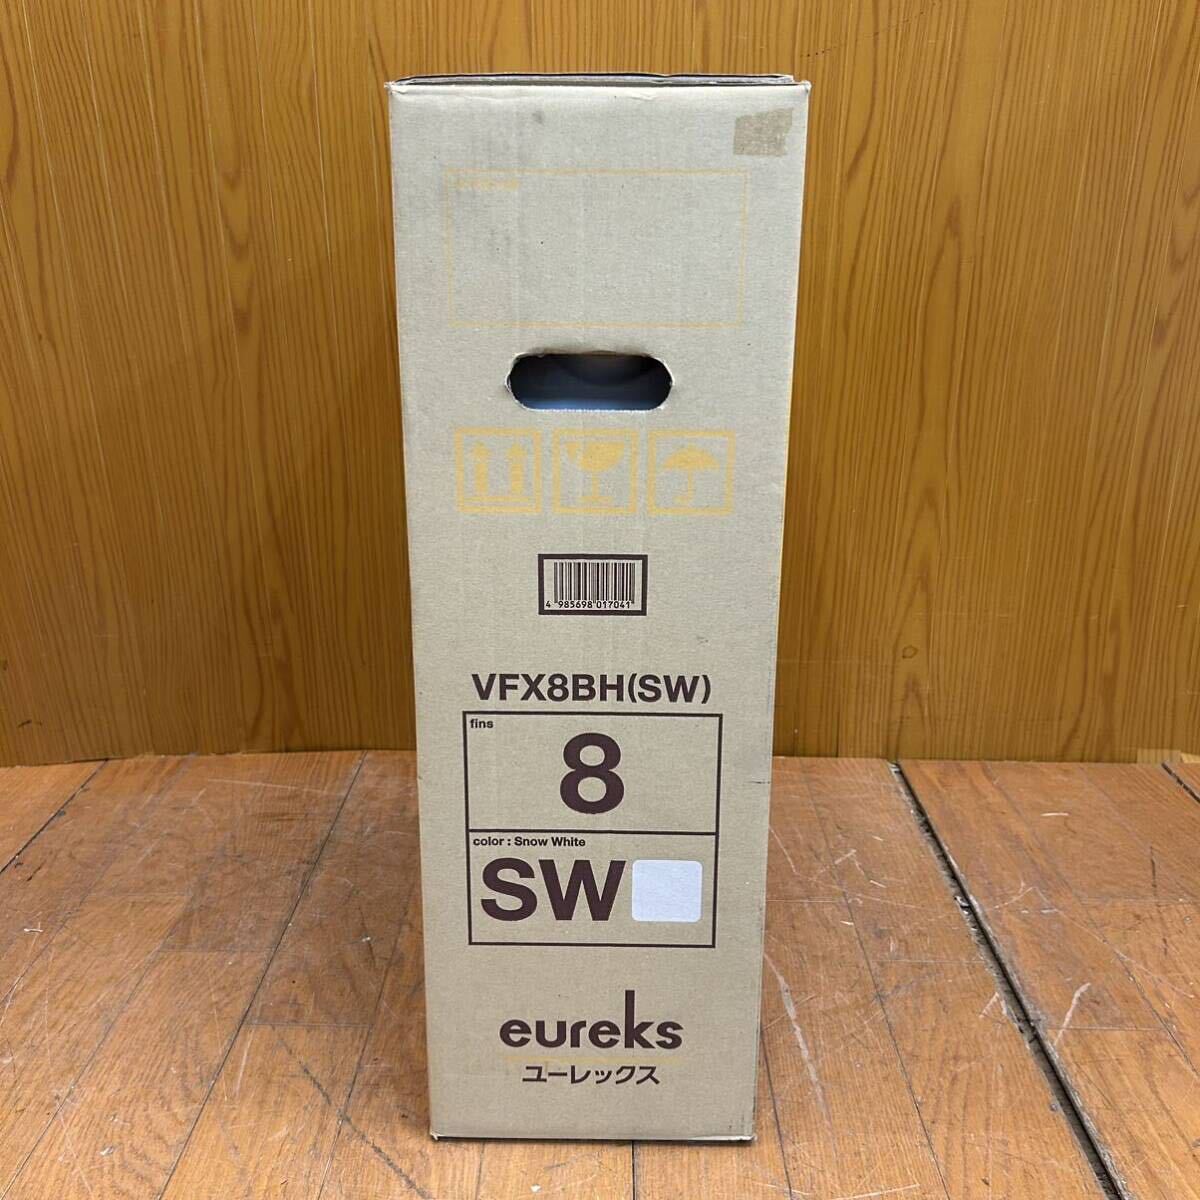 4 985698 017041
VFX8BH(SW)
fins
8
color : Snow White
SW
eureks
ユーレックス